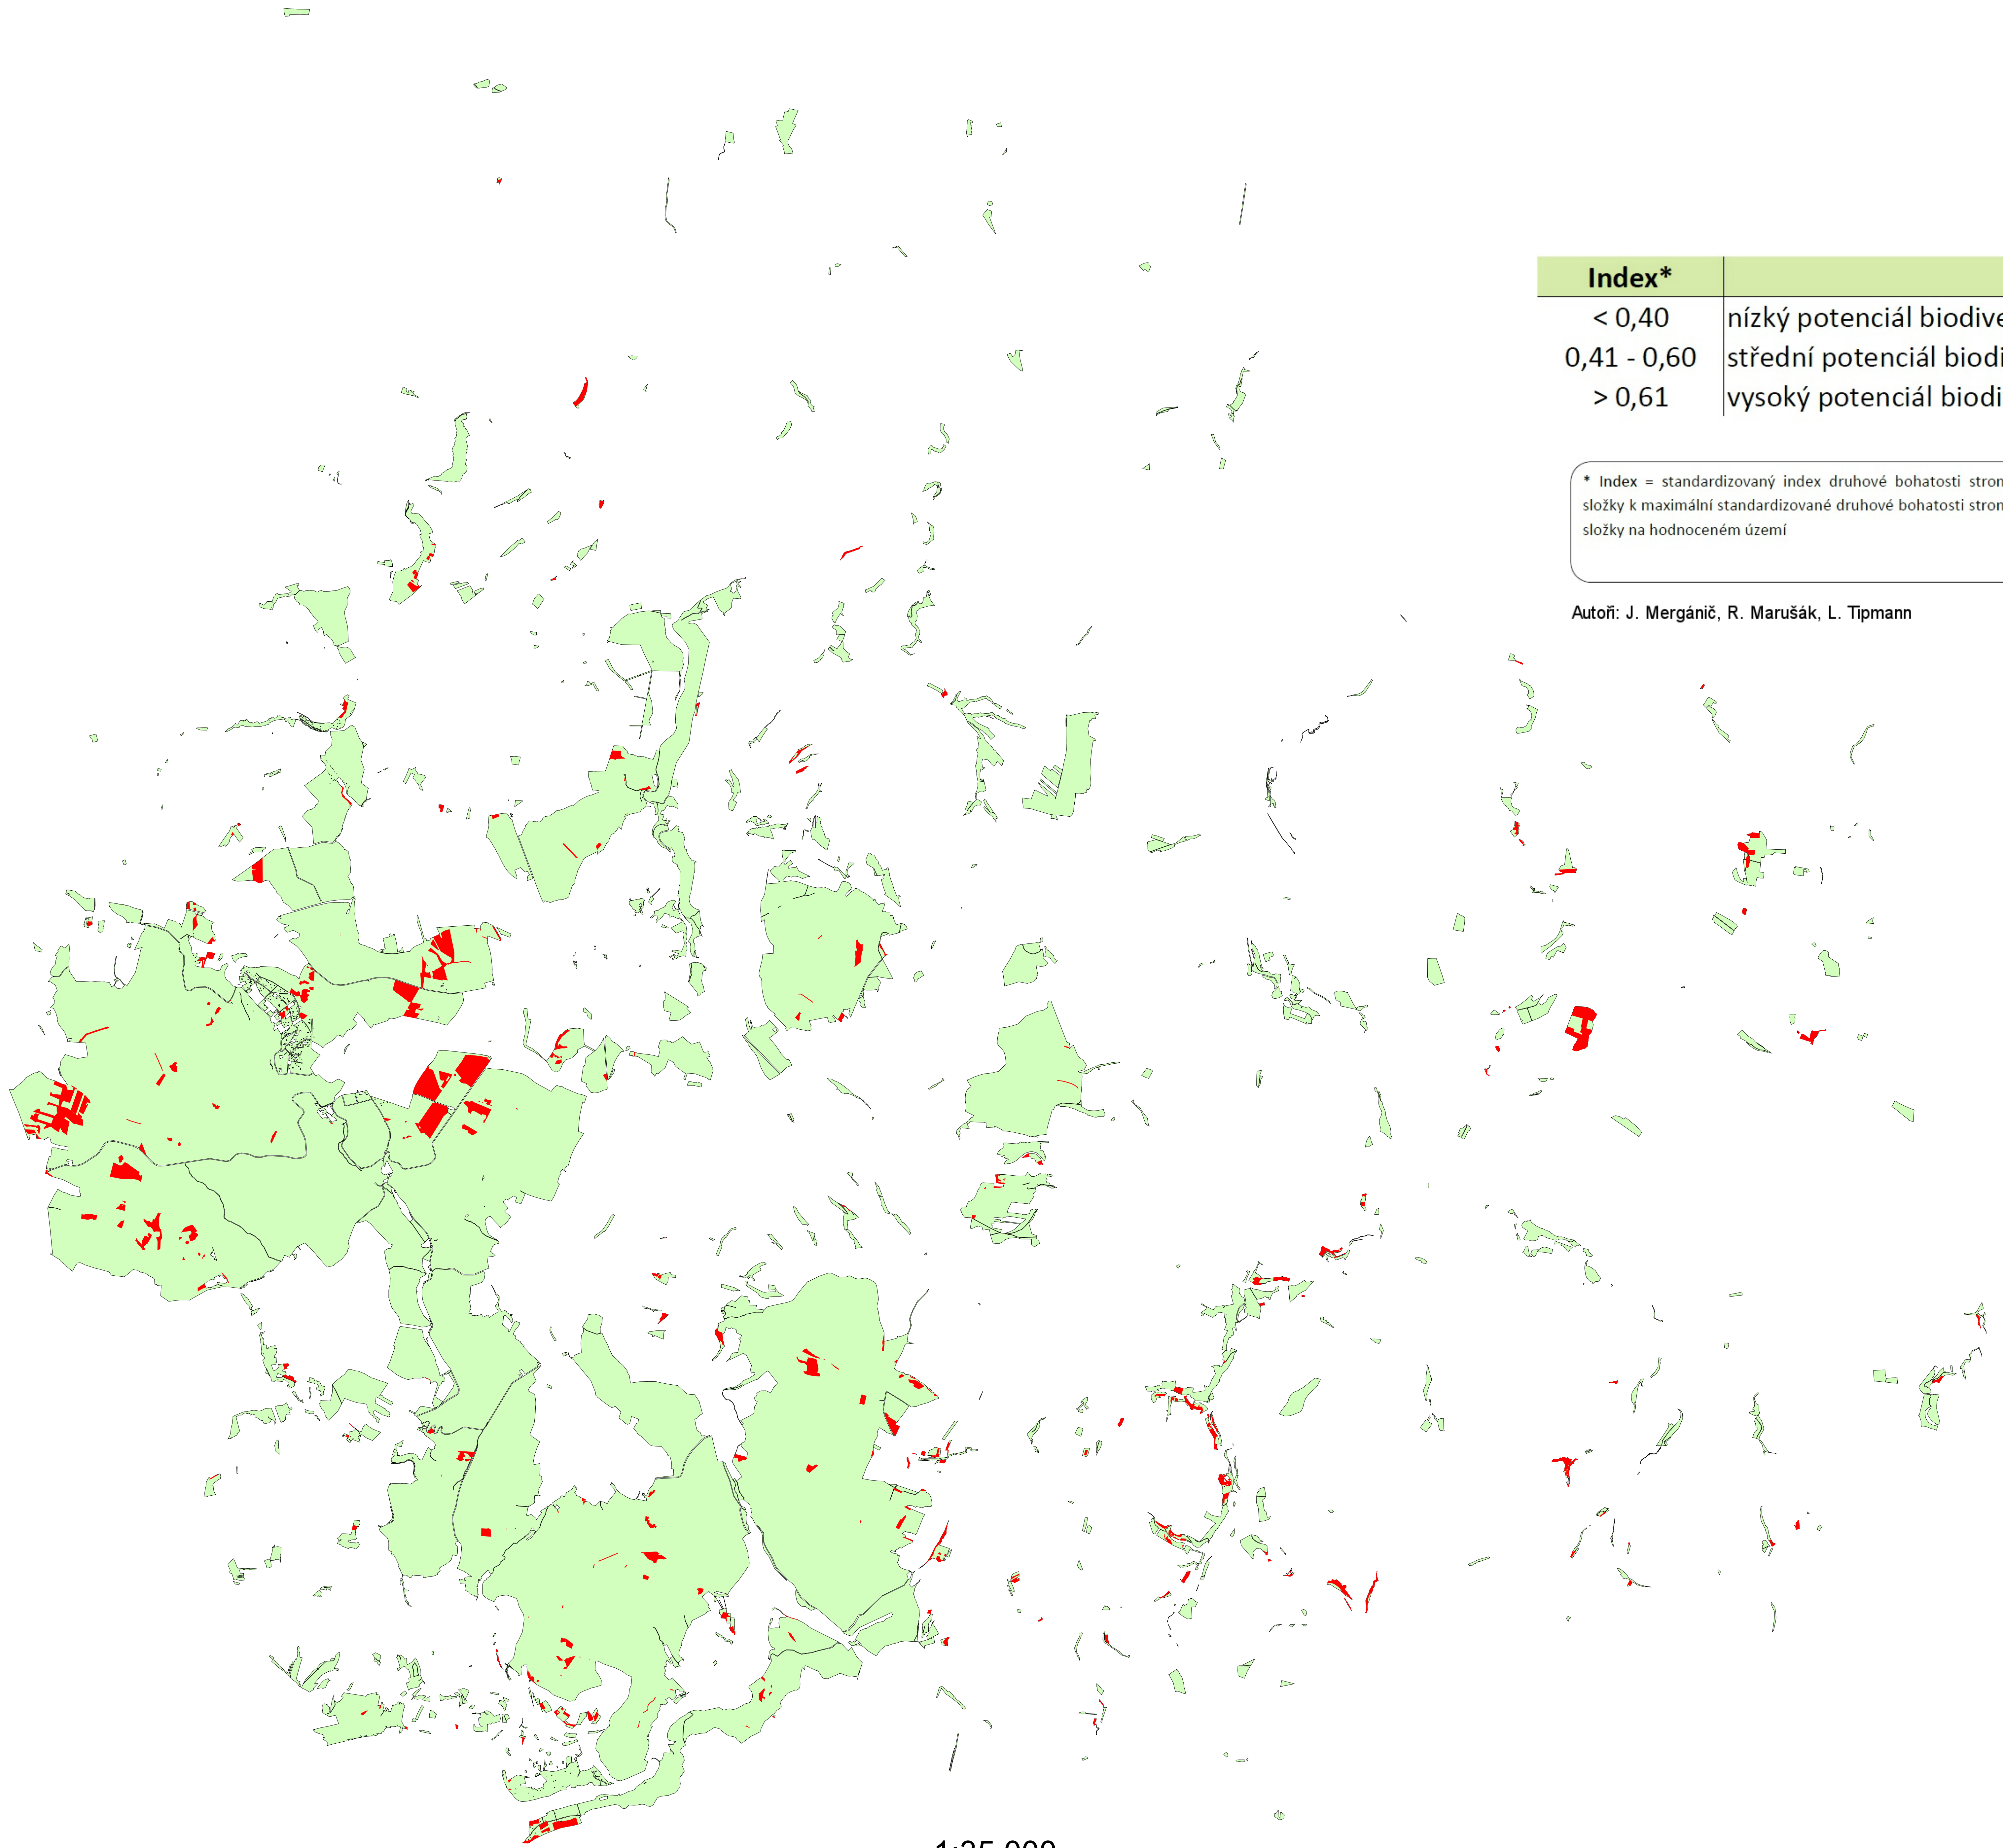 Index*
< 0,40 nízký potenciál biodive
0,41 - 0,60 střední potenciál biodi
> 0,61 vysoký potenciál biodi
* Index = standardizovaný index druhové bohatosti stron
složky k maximální standardizované druhové bohatosti stron
složky na hodnoceném území
Autoři: J. Mergánič, R. Marušák, L. Tipmann